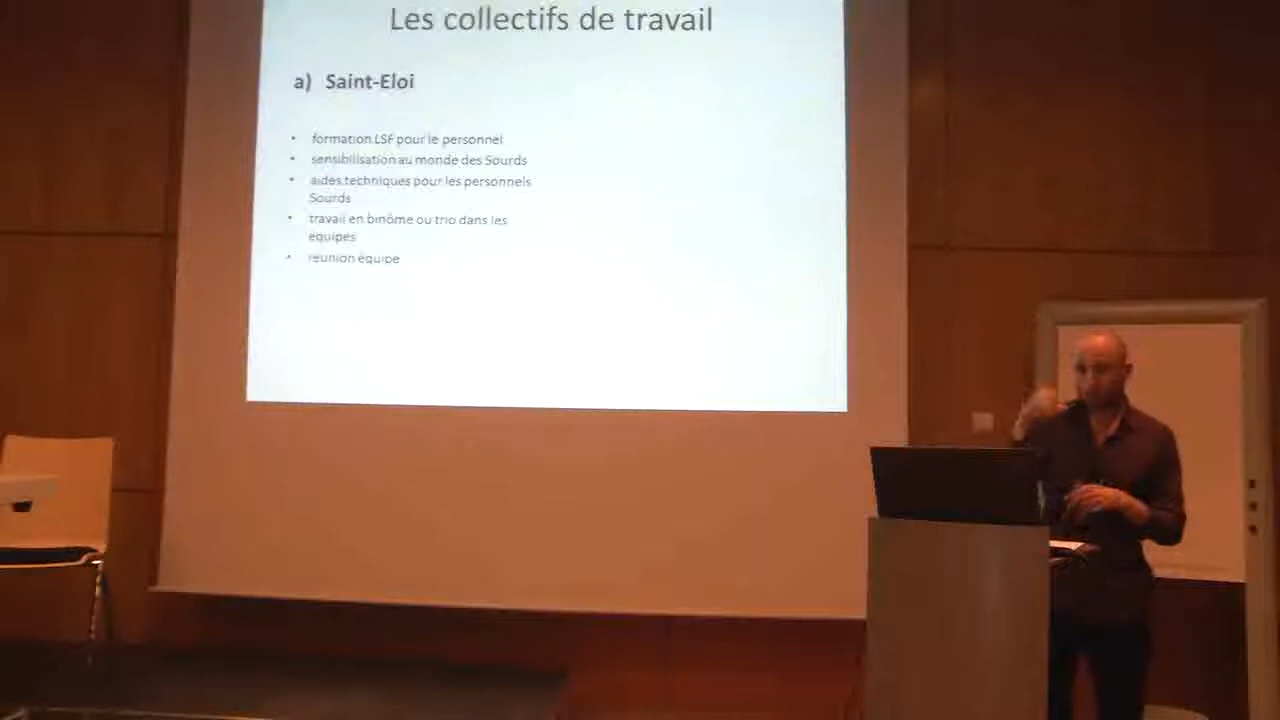 Les collectifs de travail
a) Saint-Eloi
• formation LSF pour le personnel
• sensibilisation au monde des Sourds
• aides techniques pour les personnels
Sourds
• travail en binôme ou trio dans les
équipes
• réunion équipe